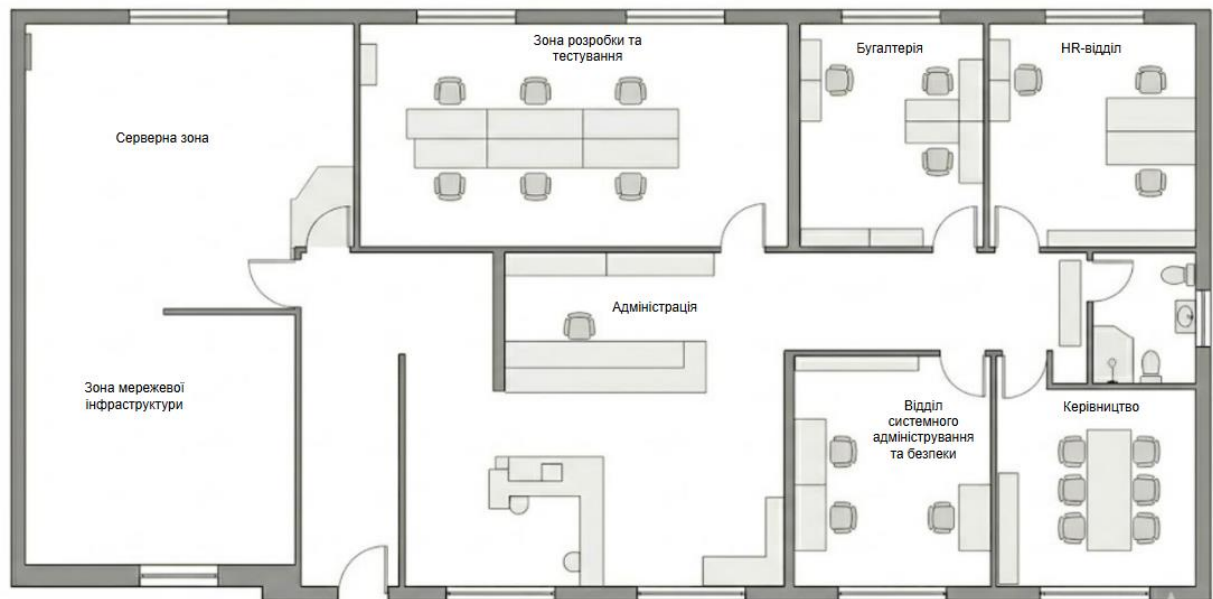 Зона розробки та
тестування
Бугалтерія
HR-відділ
Серверна зона
Адміністрація
Зона мережевої
інфраструктури
Відділ
системного
адміністрування
та безпеки
Керівництво